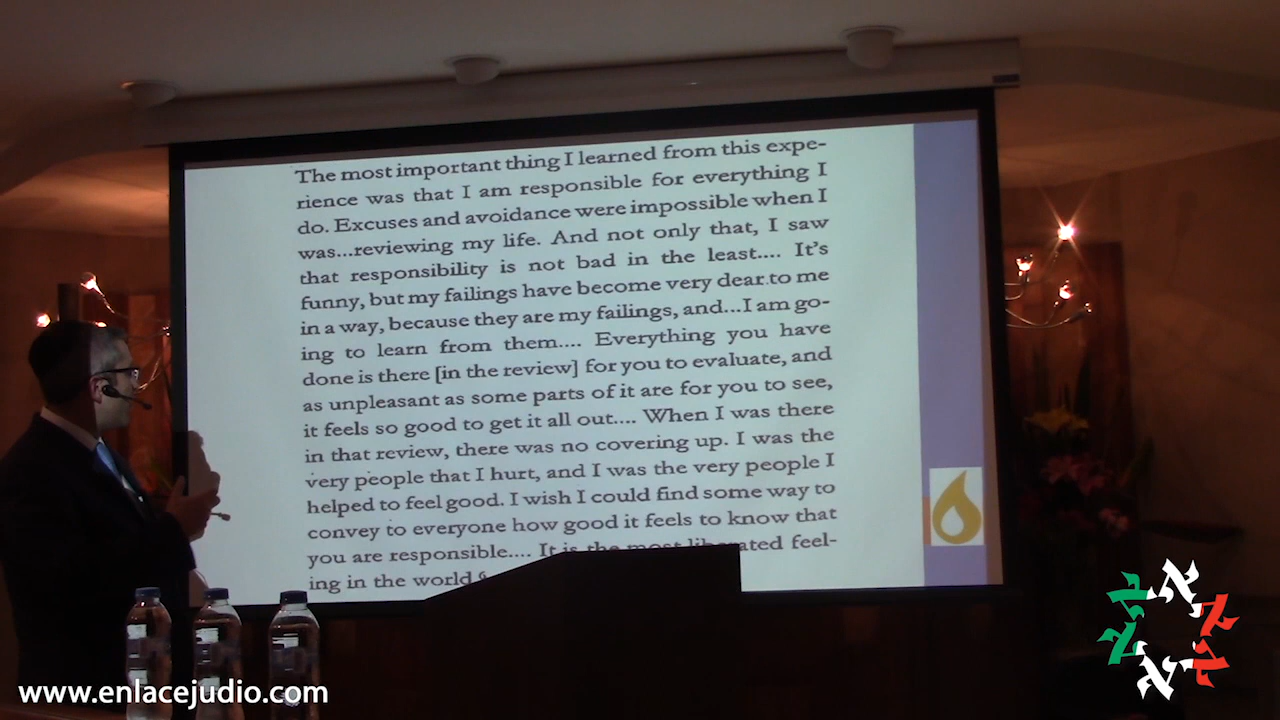 The most important thing I learned from this expe-
rience was that I am responsible for everything I
do. Excuses and avoidance were impossible when I
was...reviewing my life. And not only that, I saw
that responsibility is not bad in the least.... It's
funny, but my failings have become very dear to me
in a way, because they are my failings, and...I am go-
ing to learn from them.... Everything you have
done is there [in the review] for you to evaluate, and
as unpleasant as some parts of it are for you to see,
it feels so good to get it all out.... When I was there
in that review, there was no covering up. I was the
very people that I hurt, and I was the very people I
helped to feel good. I wish I could find some way to
convey to everyone how good it feels to know that
you are responsible.... It is the most liberated feel-
ing in the world
www.enlacejudio.com